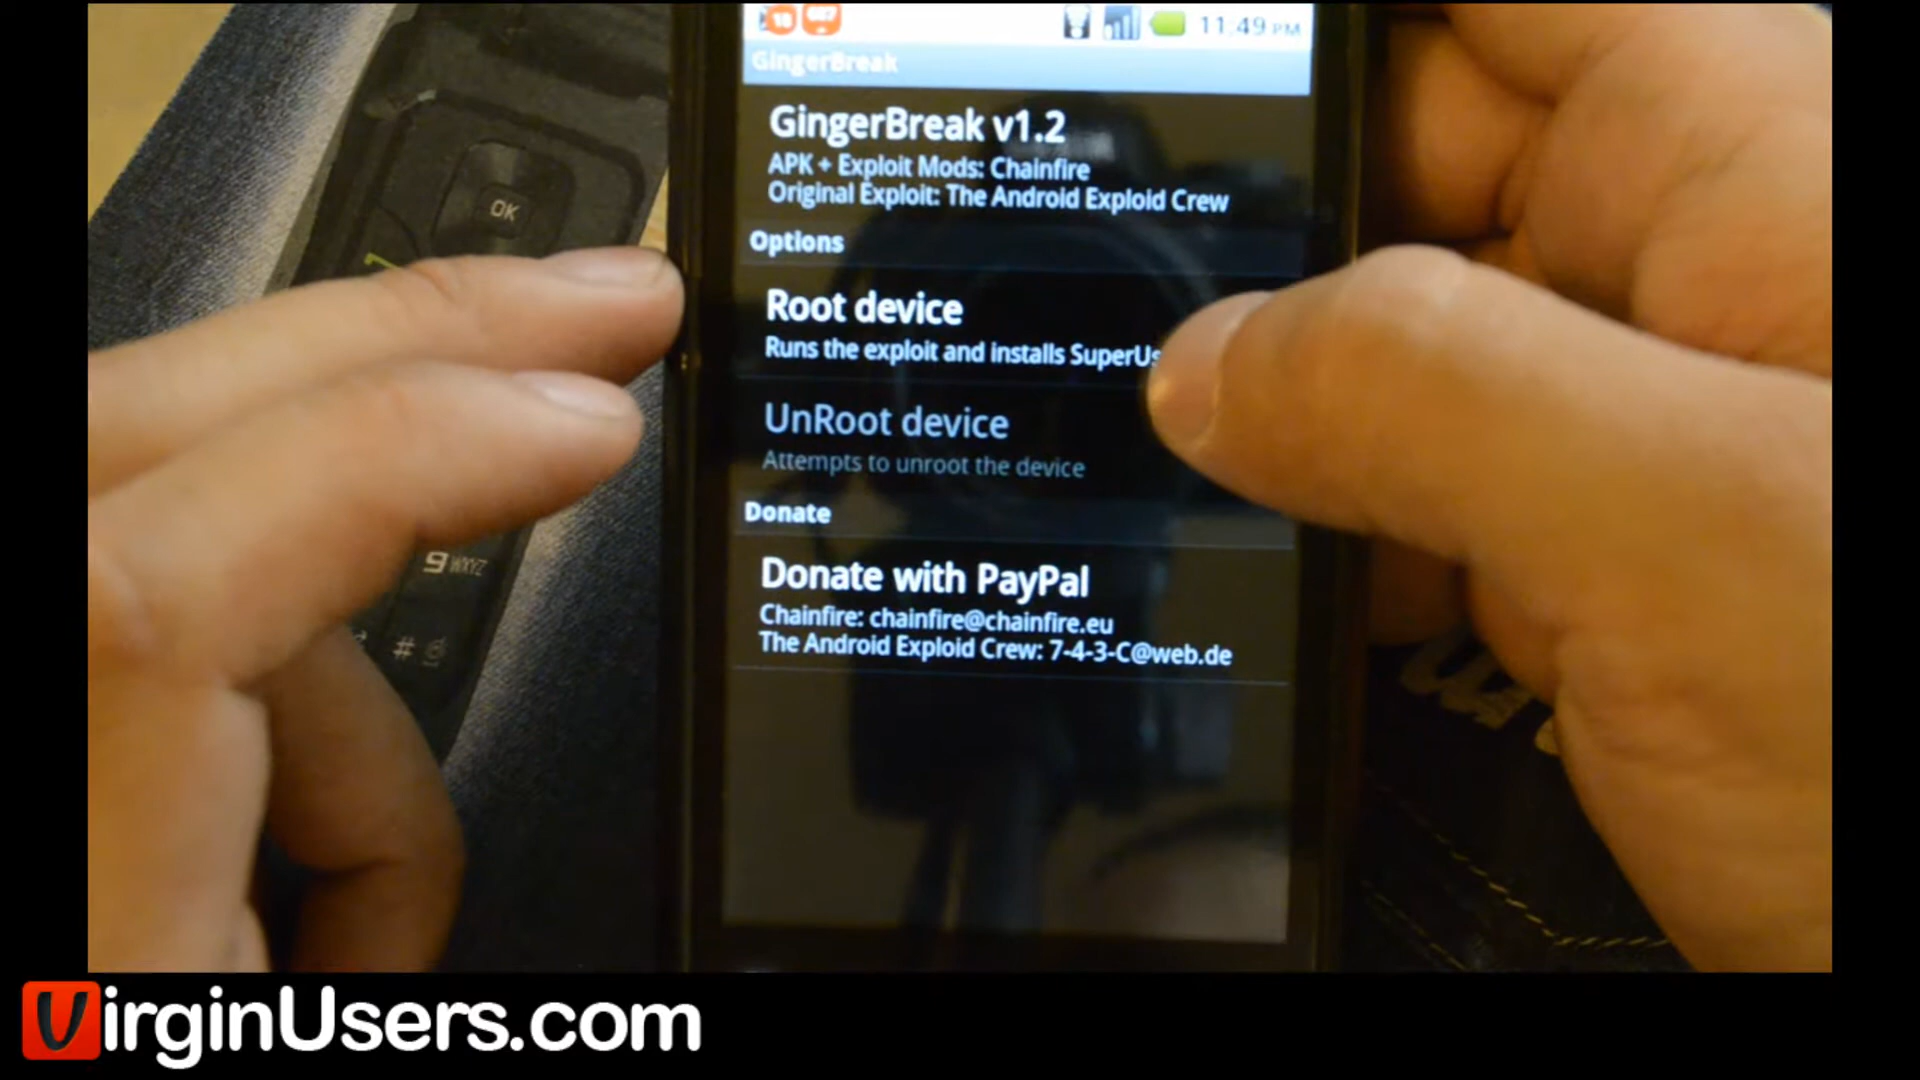 18 687 11:49 PM
GingerBreak
GingerBreak v1.2
APK + Exploit Mods: Chainfire
Original Exploit: The Android Exploid Crew
Options
Root device
Runs the exploit and installs SuperUs
UnRoot device
Attempts to unroot the device
Donate
Donate with PayPal
Chainfire: chainfire@chainfire.eu
The Android Exploid Crew: 7-4-3-C@web.de
OK
9 WXYZ
#
VirginUsers.com